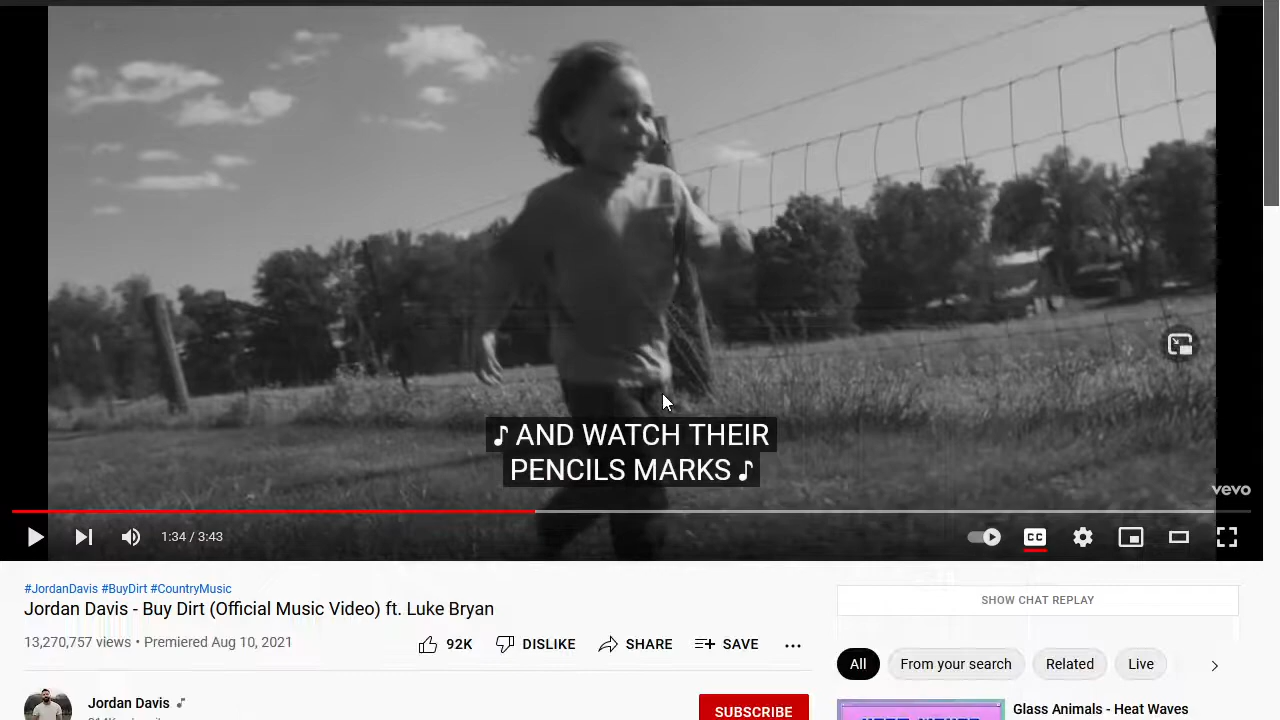 ♪ AND WATCH THEIR
PENCILS MARKS ♪
vevo
1:34 / 3:43
CC
#JordanDavis #BuyDirt #CountryMusic
Jordan Davis - Buy Dirt (Official Music Video) ft. Luke Bryan
13,270,757 views • Premiered Aug 10, 2021
92K
DISLIKE
SHARE
SAVE
Jordan Davis
SUBSCRIBE
SHOW CHAT REPLAY
All
From your search
Related
Live
Glass Animals - Heat Waves